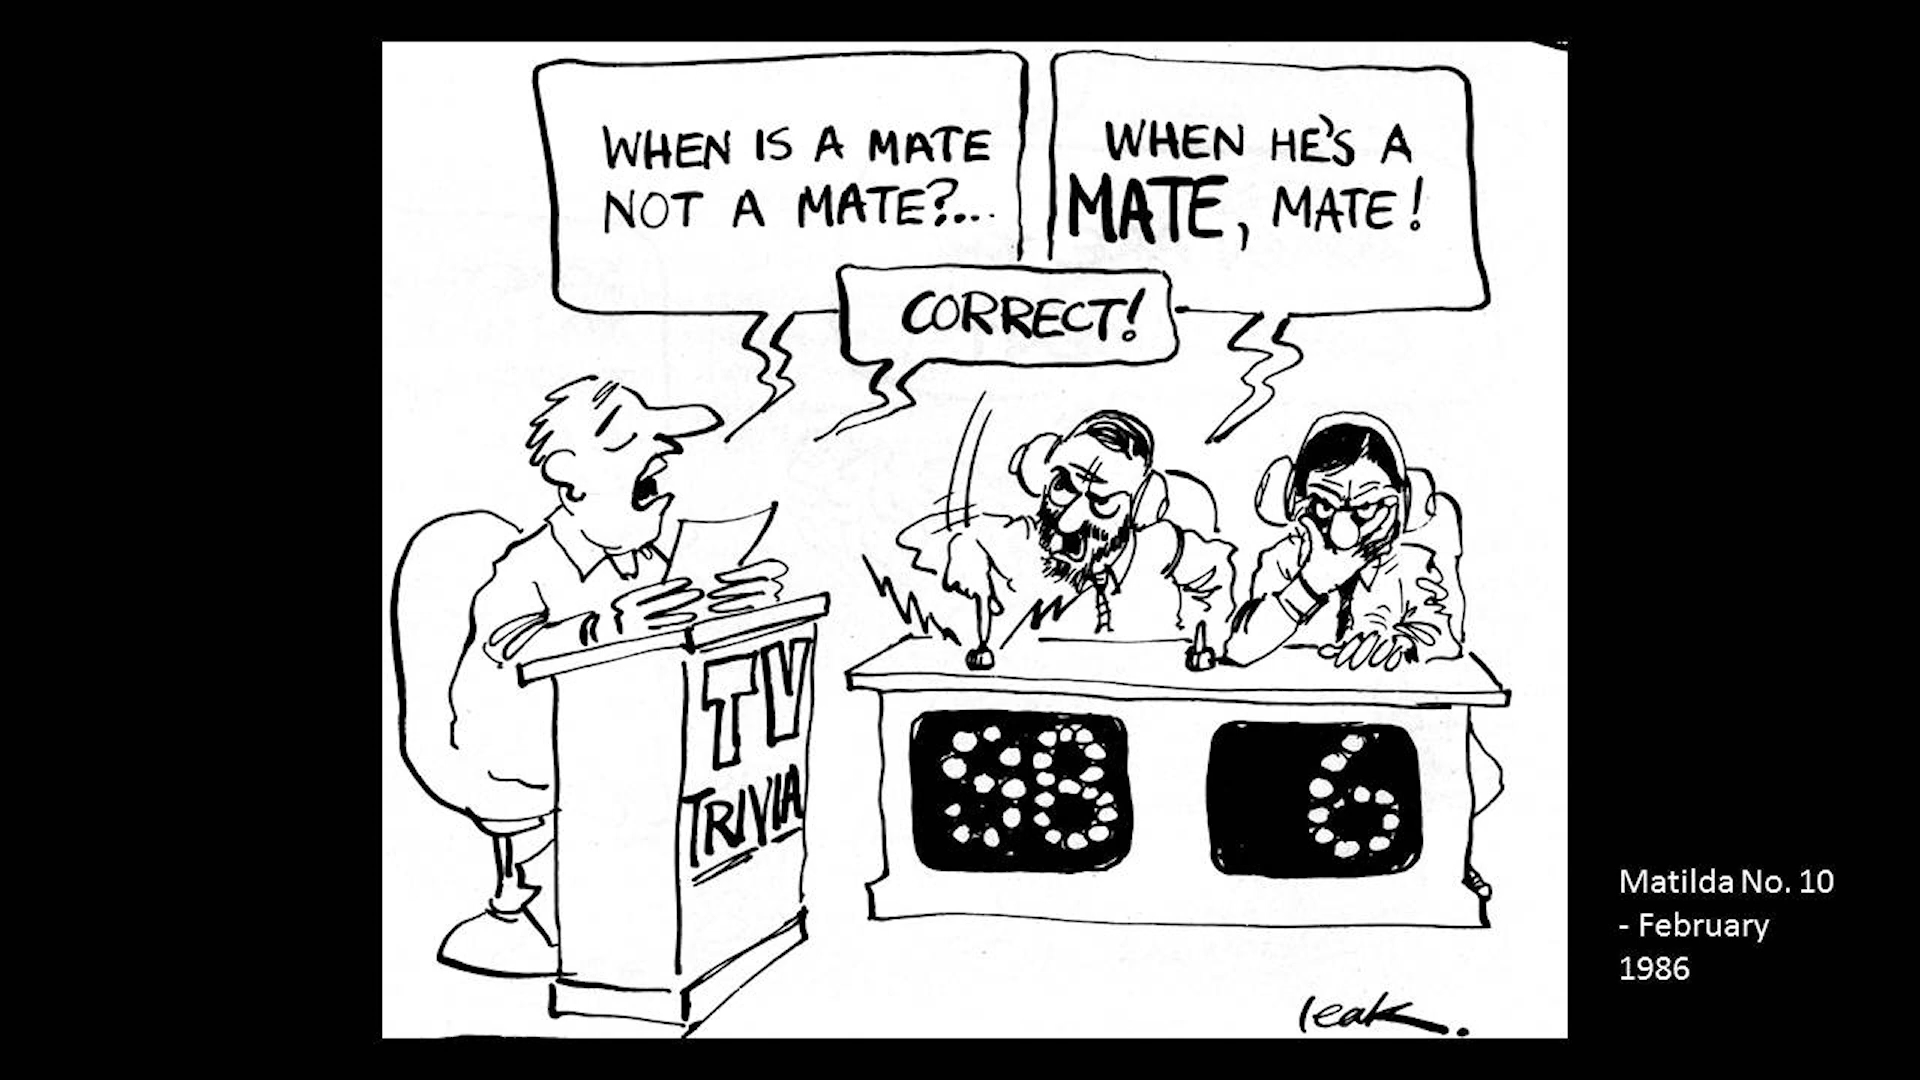 WHEN IS A MATE
NOT A MATE?...
WHEN HE'S A
MATE, MATE!
CORRECT!
TV
TRIVIA
98
6
leak.
Matilda No. 10
- February
1986